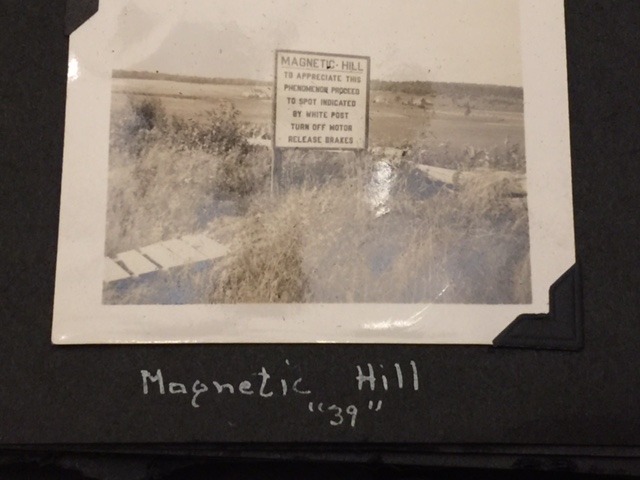 MAGNETIC·HILL
TO APPRECIATE THIS
PHENOMENON PROCEED
TO SPOT INDICATED
BY WHITE POST
TURN OFF MOTOR
RELEASE BRAKES
Magnetic Hill
"39"